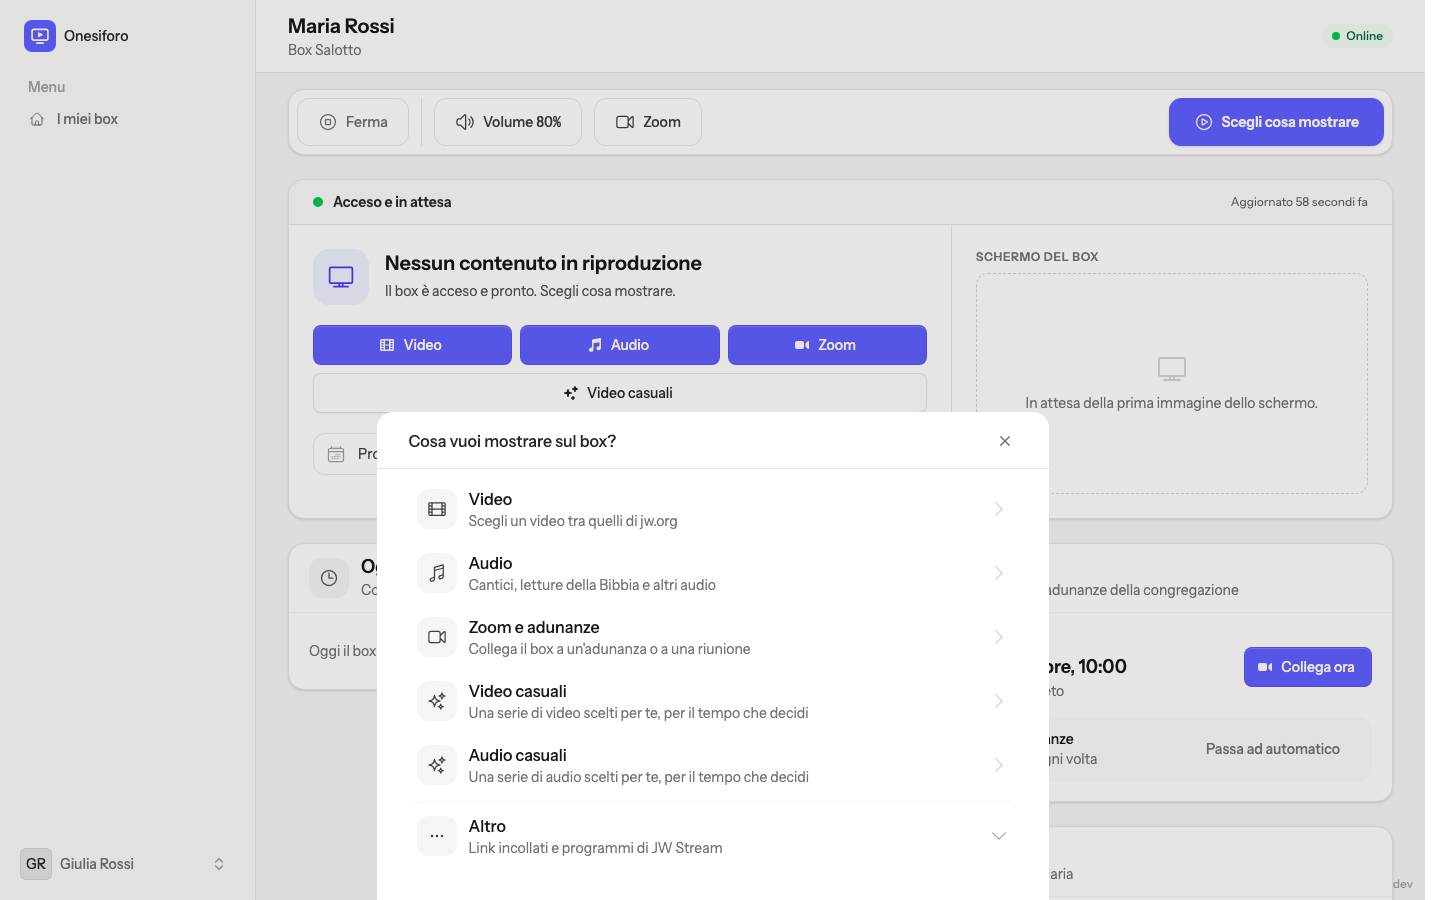 Onesiforo
Menu
I miei box
GR Giulia Rossi
Maria Rossi
Box Salotto
Online
Ferma
Volume 80%
Zoom
Scegli cosa mostrare
Acceso e in attesa
Aggiornato 58 secondi fa
Nessun contenuto in riproduzione
Il box è acceso e pronto. Scegli cosa mostrare.
Video
Audio
Zoom
Video casuali
SCHERMO DEL BOX
In attesa della prima immagine dello schermo.
Cosa vuoi mostrare sul box?
Video
Scegli un video tra quelli di jw.org
Audio
Cantici, letture della Bibbia e altri audio
Zoom e adunanze
Collega il box a un'adunanza o a una riunione
Video casuali
Una serie di video scelti per te, per il tempo che decidi
Audio casuali
Una serie di audio scelti per te, per il tempo che decidi
Altro
Link incollati e programmi di JW Stream
Oggi il box
adunanze della congregazione
10:00
Collega ora
Passa ad automatico
ogni volta
dev